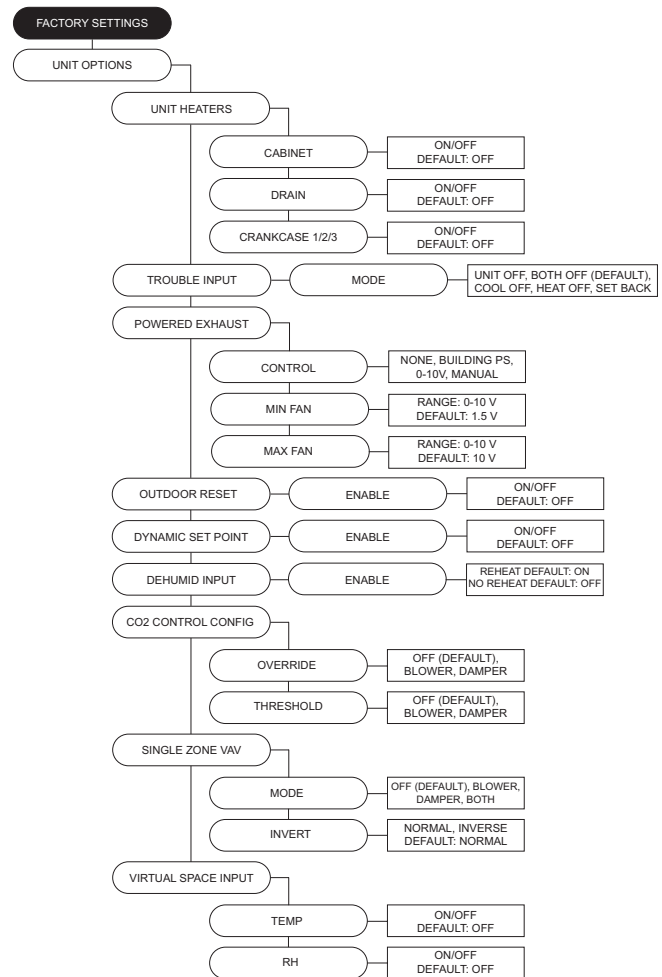 FACTORY SETTINGS
UNIT OPTIONS
UNIT HEATERS
CABINET
ON/OFF
DEFAULT: OFF
DRAIN
ON/OFF
DEFAULT: OFF
CRANKCASE 1/2/3
ON/OFF
DEFAULT: OFF
TROUBLE INPUT
MODE
UNIT OFF, BOTH OFF (DEFAULT),
COOL OFF, HEAT OFF, SET BACK
POWERED EXHAUST
CONTROL
NONE, BUILDING PS,
0-10V, MANUAL
MIN FAN
RANGE: 0-10 V
DEFAULT: 1.5 V
MAX FAN
RANGE: 0-10 V
DEFAULT: 10 V
OUTDOOR RESET
ENABLE
ON/OFF
DEFAULT: OFF
DYNAMIC SET POINT
ENABLE
ON/OFF
DEFAULT: OFF
DEHUMID INPUT
ENABLE
REHEAT DEFAULT: ON
NO REHEAT DEFAULT: OFF
CO2 CONTROL CONFIG
OVERRIDE
OFF (DEFAULT),
BLOWER, DAMPER
THRESHOLD
OFF (DEFAULT),
BLOWER, DAMPER
SINGLE ZONE VAV
MODE
OFF (DEFAULT), BLOWER,
DAMPER, BOTH
INVERT
NORMAL, INVERSE
DEFAULT: NORMAL
VIRTUAL SPACE INPUT
TEMP
ON/OFF
DEFAULT: OFF
RH
ON/OFF
DEFAULT: OFF